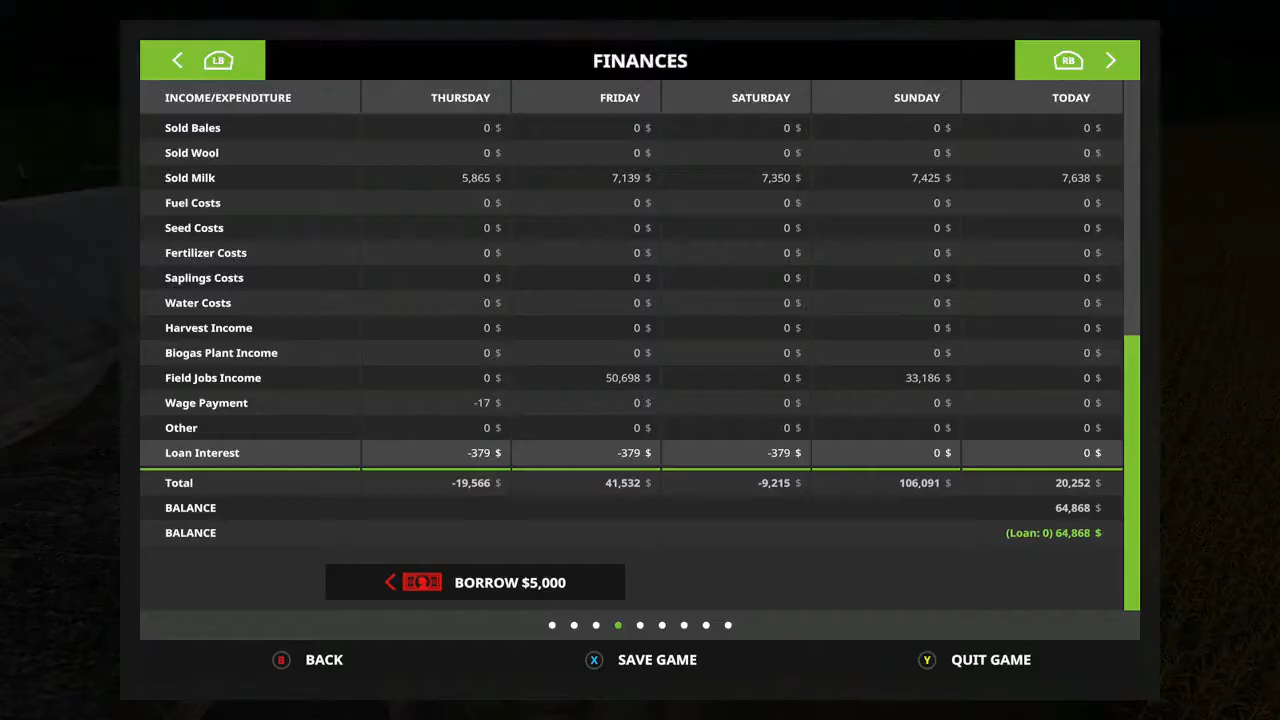 LB FINANCES RB
INCOME/EXPENDITURE THURSDAY FRIDAY SATURDAY SUNDAY TODAY
Sold Bales 0 $ 0 $ 0 $ 0 $ 0 $
Sold Wool 0 $ 0 $ 0 $ 0 $ 0 $
Sold Milk 5,865 $ 7,139 $ 7,350 $ 7,425 $ 7,638 $
Fuel Costs 0 $ 0 $ 0 $ 0 $ 0 $
Seed Costs 0 $ 0 $ 0 $ 0 $ 0 $
Fertilizer Costs 0 $ 0 $ 0 $ 0 $ 0 $
Saplings Costs 0 $ 0 $ 0 $ 0 $ 0 $
Water Costs 0 $ 0 $ 0 $ 0 $ 0 $
Harvest Income 0 $ 0 $ 0 $ 0 $ 0 $
Biogas Plant Income 0 $ 0 $ 0 $ 0 $ 0 $
Field Jobs Income 0 $ 50,698 $ 0 $ 33,186 $ 0 $
Wage Payment -17 $ 0 $ 0 $ 0 $ 0 $
Other 0 $ 0 $ 0 $ 0 $ 0 $
Loan Interest -379 $ -379 $ -379 $ 0 $ 0 $
Total -19,566 $ 41,532 $ -9,215 $ 106,091 $ 20,252 $
BALANCE 64,868 $
BALANCE (Loan: 0) 64,868 $
BORROW $5,000
B BACK X SAVE GAME Y QUIT GAME